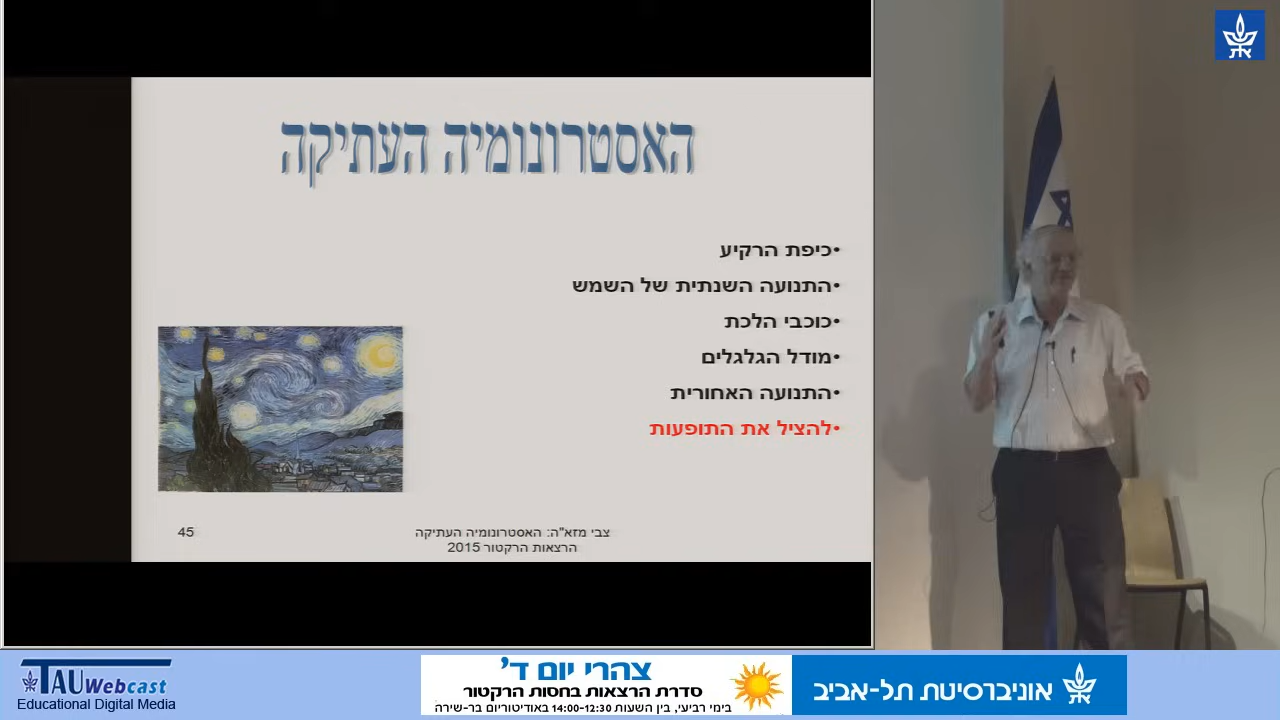 האסטרונומיה העתיקה
•כיפת הרקיע
•התנועה השנתית של השמש
•כוכבי הלכת
•מודל הגלגלים
•התנועה האחורית
•להציל את התופעות
צבי מזא"ה: האסטרונומיה העתיקה
הרצאות הרקטור 2015
45
TAU Webcast
Educational Digital Media
צהרי יום ד'
סדרת הרצאות בחסות הרקטור
בימי רביעי, בין השעות 14:00-12:30 באודיטוריום בר-שירה
אוניברסיטת תל-אביב